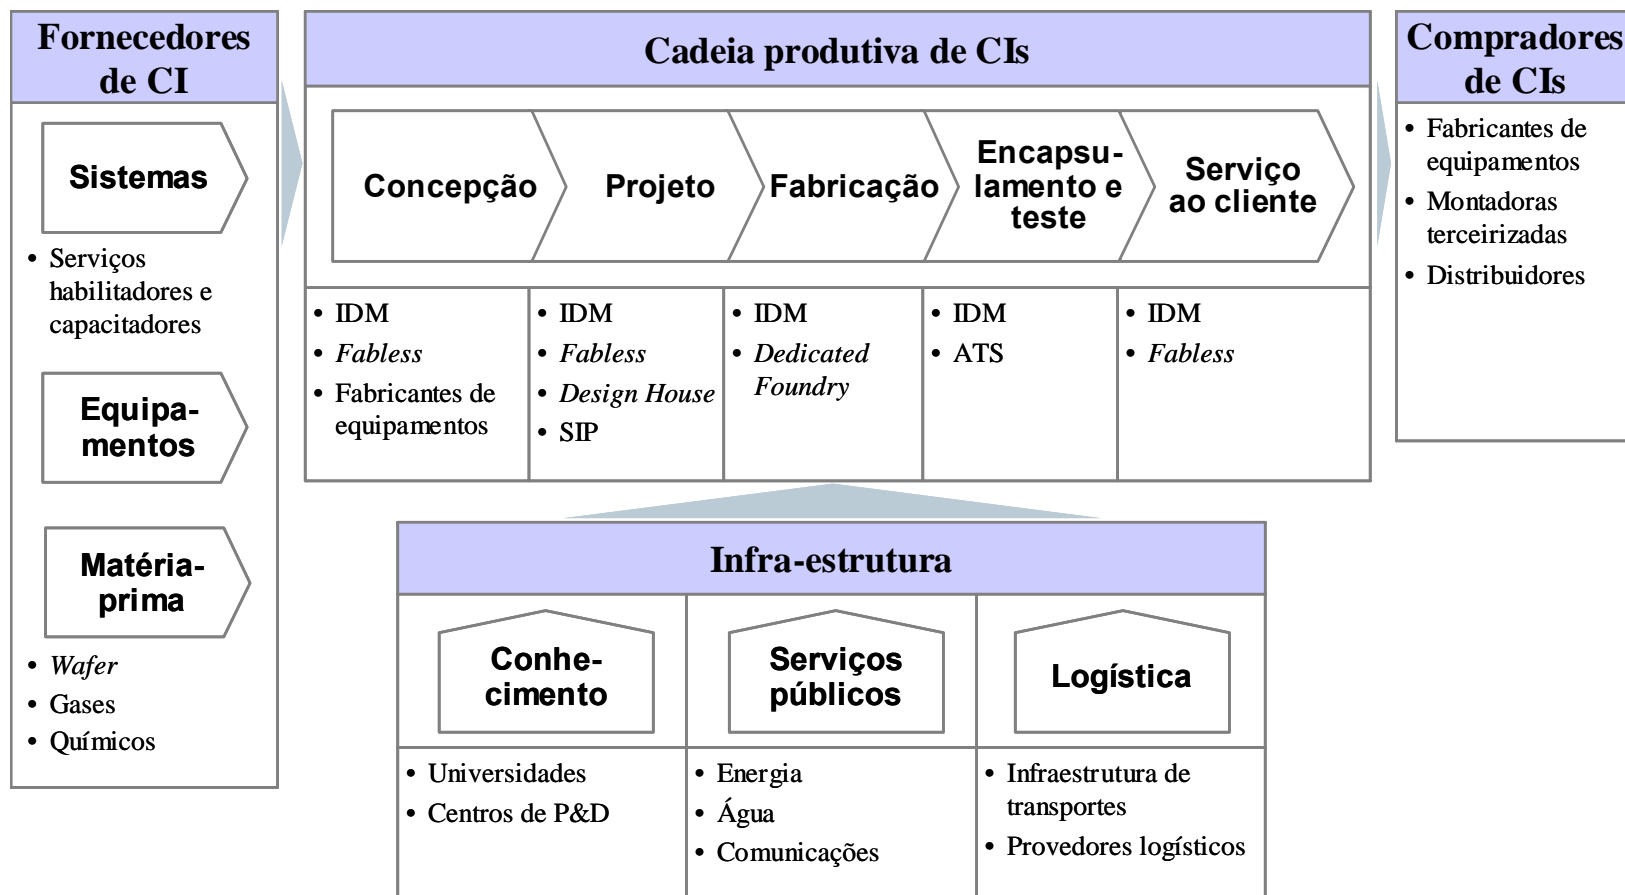 Fornecedores
de CI
Sistemas
• Serviços
habilitadores e
capacitadores
Equipa-
mentos
Matéria-
prima
• Wafer
• Gases
• Químicos
Cadeia produtiva de CIs
Concepção
Projeto
Fabricação
Encapsu-
lamento e
teste
Serviço
ao cliente
• IDM
• Fabless
• Fabricantes de
equipamentos
• IDM
• Fabless
• Design House
• SIP
• IDM
• Dedicated
Foundry
• IDM
• ATS
• IDM
• Fabless
Compradores
de CIs
• Fabricantes de
equipamentos
• Montadoras
terceirizadas
• Distribuidores
Infra-estrutura
Conhe-
cimento
• Universidades
• Centros de P&D
Serviços
públicos
• Energia
• Água
• Comunicações
Logística
• Infraestrutura de
transportes
• Provedores logísticos